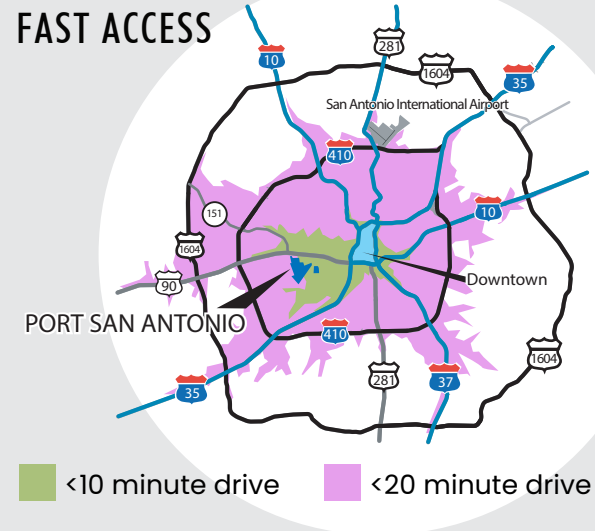 FAST ACCESS
281
10
1604
35
San Antonio International Airport
410
151
10
1604
90
Downtown
PORT SAN ANTONIO
410
1604
281
37
35
<10 minute drive
<20 minute drive